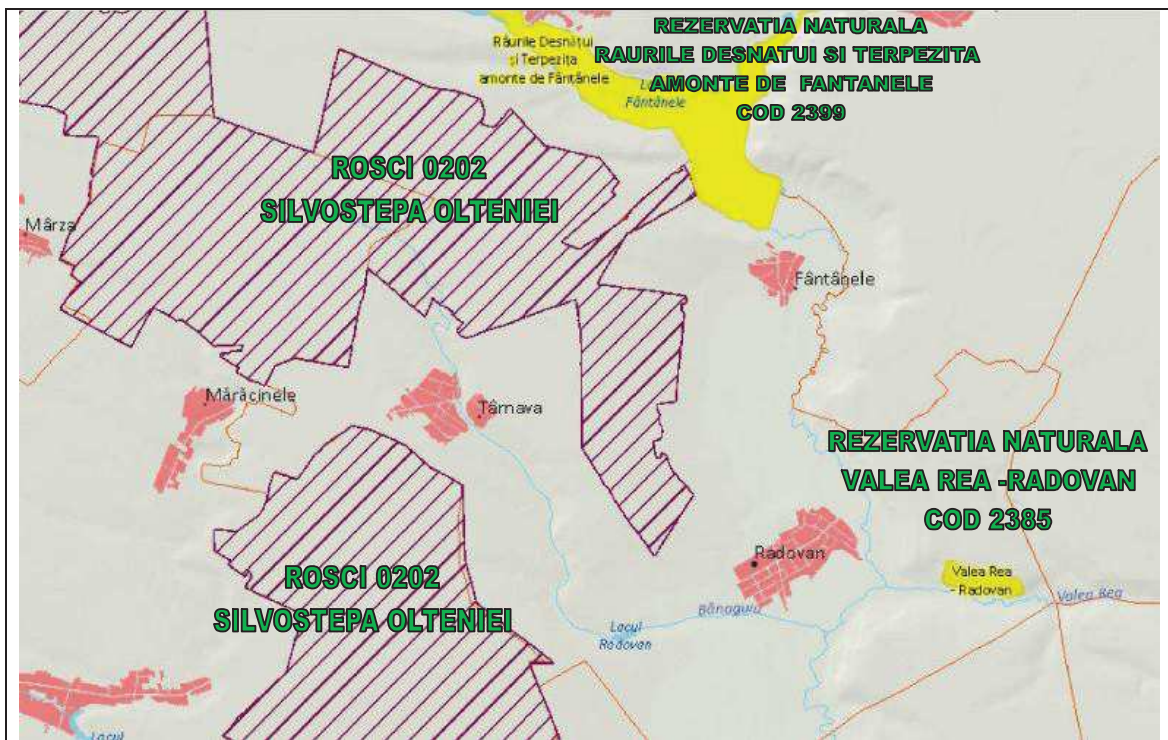 REZERVATIA NATURALA
RAURILE DESNATUI SI TERPEZITA
AMONTE DE FANTANELE
COD 2399
Râurile Desnățui
și Terpezița
amonte de Fântânele
Fântânele
ROSCI 0202
SILVOSTEPA OLTENIEI
Mârza
Fântânele
Mărăcinele
Târnava
REZERVATIA NATURALA
VALEA REA -RADOVAN
COD 2385
Radovan
Valea Rea
- Radovan
Valea Rea
ROSCI 0202
SILVOSTEPA OLTENIEI
Bănaguiu
Lacul
Radovan
Lacul